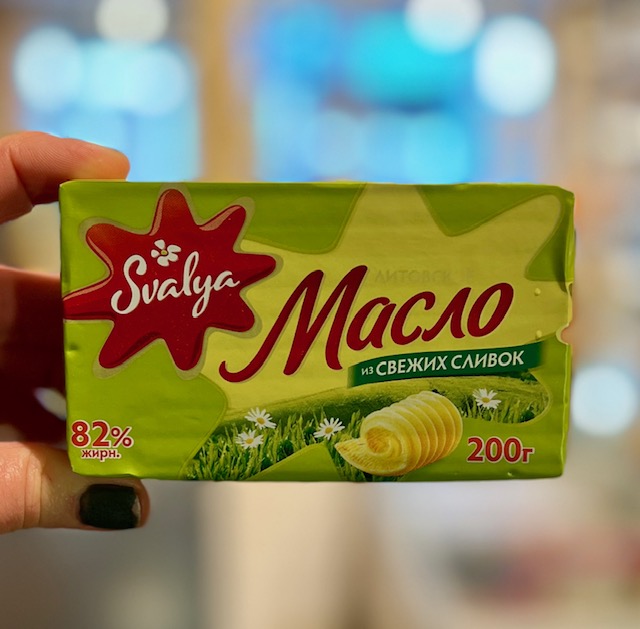 Svalya
Масло
из СВЕЖИХ СЛИВОК
82%
жирн.
200г